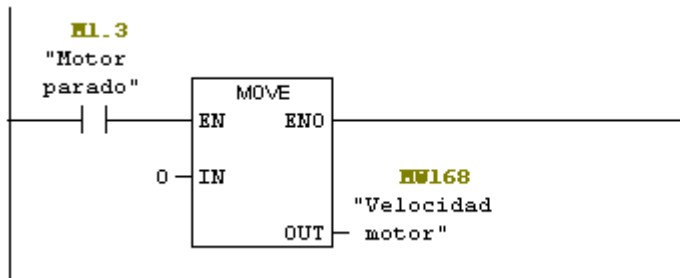 M1.3
"Motor
parado"
MOVE
EN ENO
0 IN
MW168
"Velocidad
OUT motor"